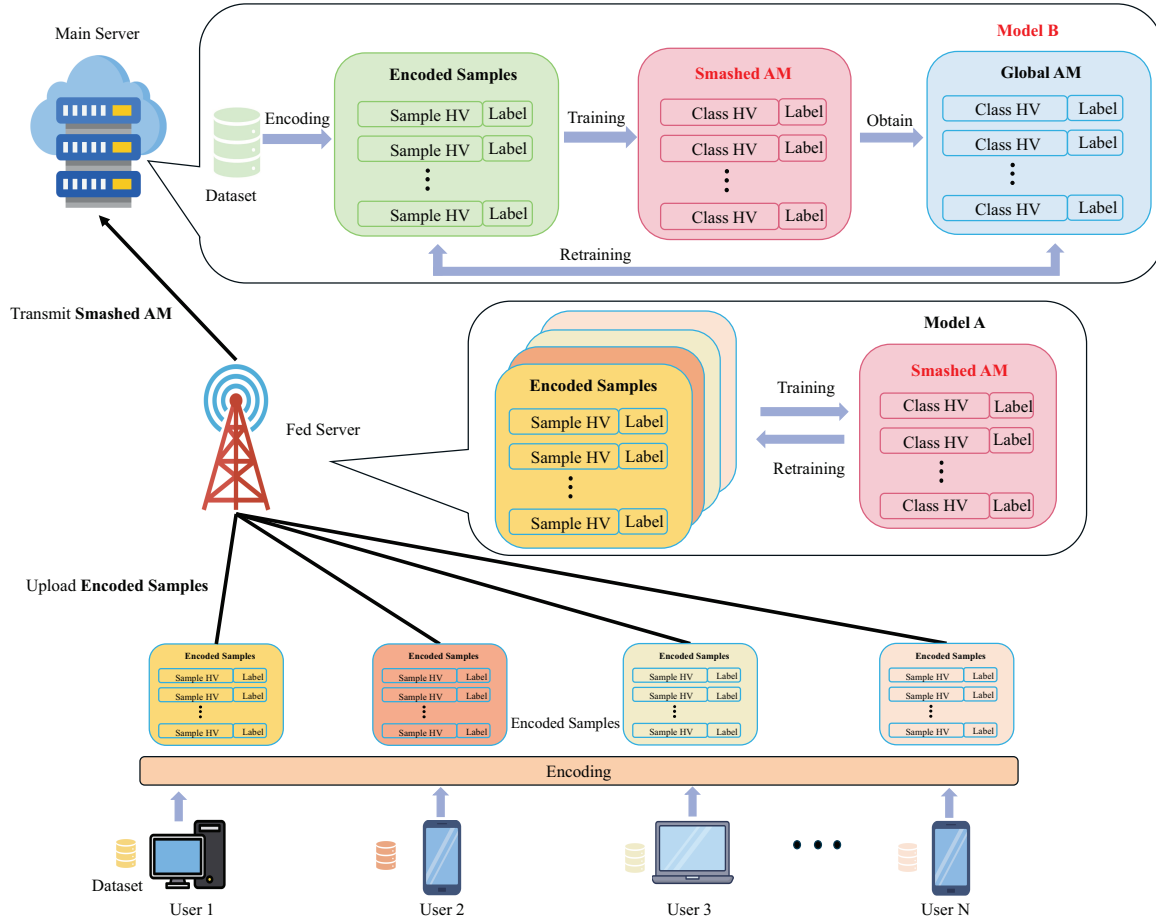 Main Server
Model B
Encoded Samples
Smashed AM
Global AM
Encoding
Sample HV Label
Training
Class HV Label
Obtain
Class HV Label
Sample HV Label
Class HV Label
Class HV Label
Dataset
Sample HV Label
Class HV Label
Class HV Label
Retraining
Transmit Smashed AM
Model A
Encoded Samples
Smashed AM
Fed Server
Sample HV Label
Training
Class HV Label
Sample HV Label
Retraining
Class HV Label
Sample HV Label
Class HV Label
Upload Encoded Samples
Encoded Samples
Sample HV Label
Sample HV Label
Sample HV Label
Encoded Samples
Sample HV Label
Sample HV Label
Sample HV Label
Encoded Samples
Encoded Samples
Sample HV Label
Sample HV Label
Sample HV Label
Encoded Samples
Sample HV Label
Sample HV Label
Sample HV Label
Encoding
Dataset
User 1
User 2
User 3
User N